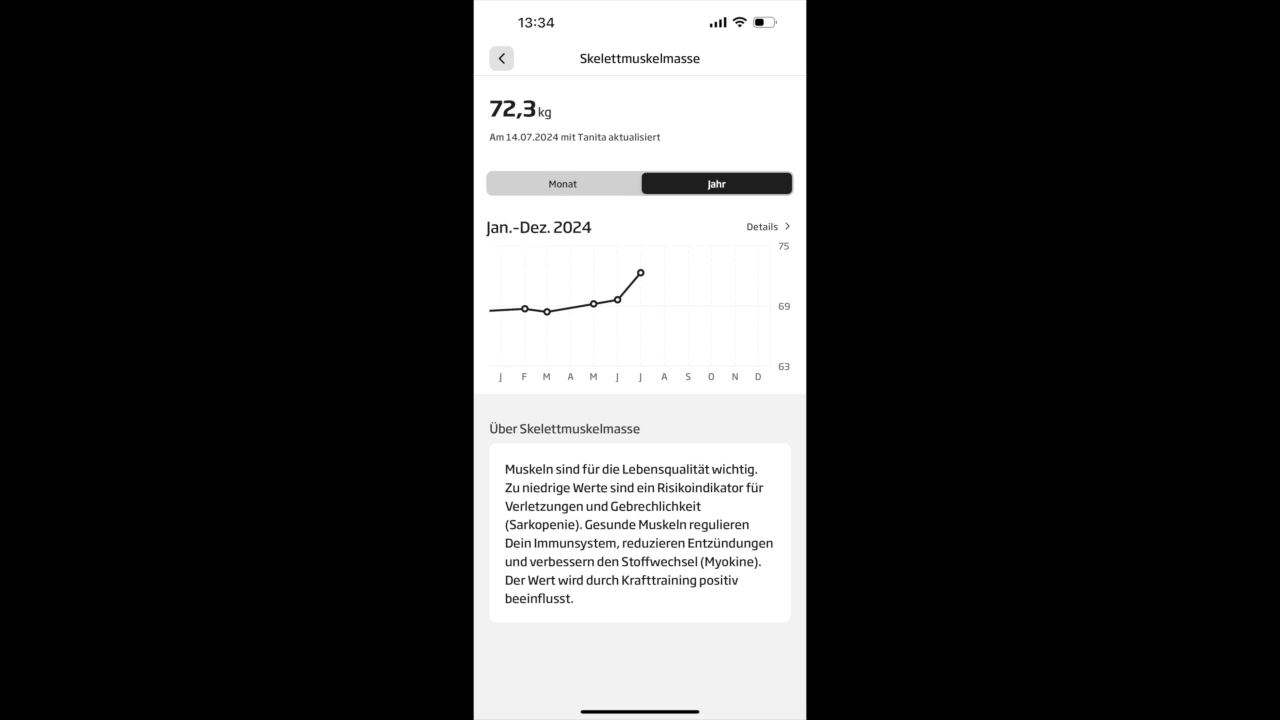 13:34
Skelettmuskelmasse
72,3 kg
Am 14.07.2024 mit Tanita aktualisiert
Monat
Jahr
Jan.-Dez. 2024
Details
75
69
63
J F M A M J J A S O N D
Über Skelettmuskelmasse
Muskeln sind für die Lebensqualität wichtig.
Zu niedrige Werte sind ein Risikoindikator für
Verletzungen und Gebrechlichkeit
(Sarkopenie). Gesunde Muskeln regulieren
Dein Immunsystem, reduzieren Entzündungen
und verbessern den Stoffwechsel (Myokine).
Der Wert wird durch Krafttraining positiv
beeinflusst.